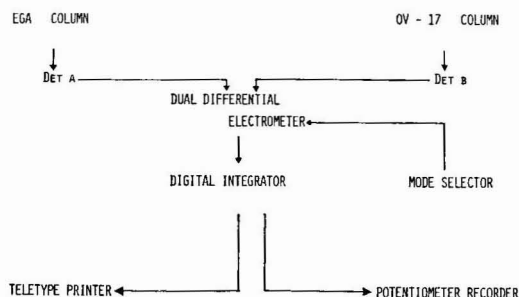 EGA COLUMN
OV - 17 COLUMN
DET A
DET B
DUAL DIFFERENTIAL
ELECTROMETER
DIGITAL INTEGRATOR
MODE SELECTOR
TELETYPE PRINTER
POTENTIOMETER RECORDER